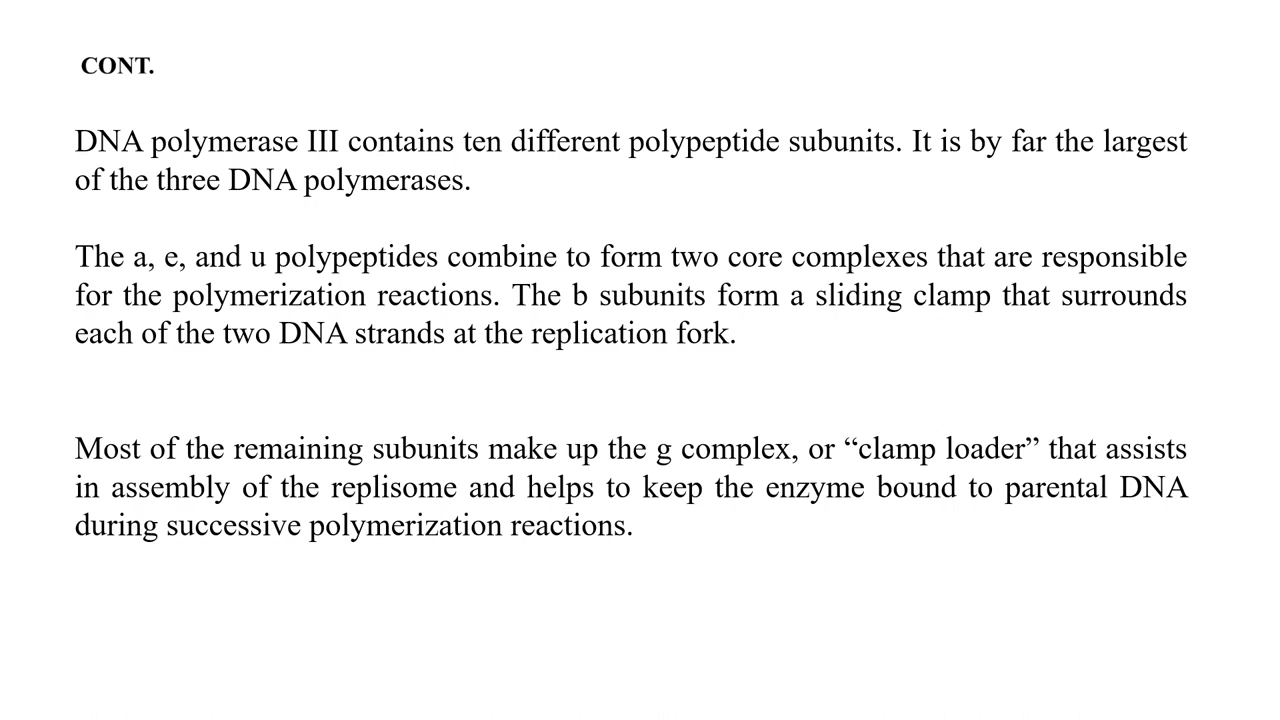 CONT.
DNA polymerase III contains ten different polypeptide subunits. It is by far the largest
of the three DNA polymerases.
The a, e, and u polypeptides combine to form two core complexes that are responsible
for the polymerization reactions. The b subunits form a sliding clamp that surrounds
each of the two DNA strands at the replication fork.
Most of the remaining subunits make up the g complex, or “clamp loader” that assists
in assembly of the replisome and helps to keep the enzyme bound to parental DNA
during successive polymerization reactions.